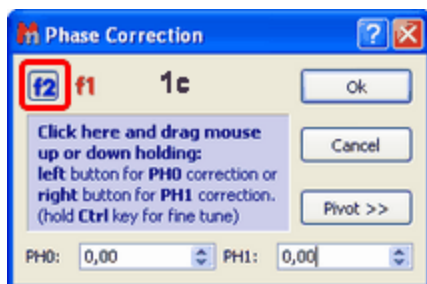 Phase Correction
f2 f1 1c Ok
Click here and drag mouse
up or down holding:
left button for PH0 correction or
right button for PH1 correction.
(hold Ctrl key for fine tune)
Cancel
Pivot >>
PH0: 0,00 PH1: 0,00